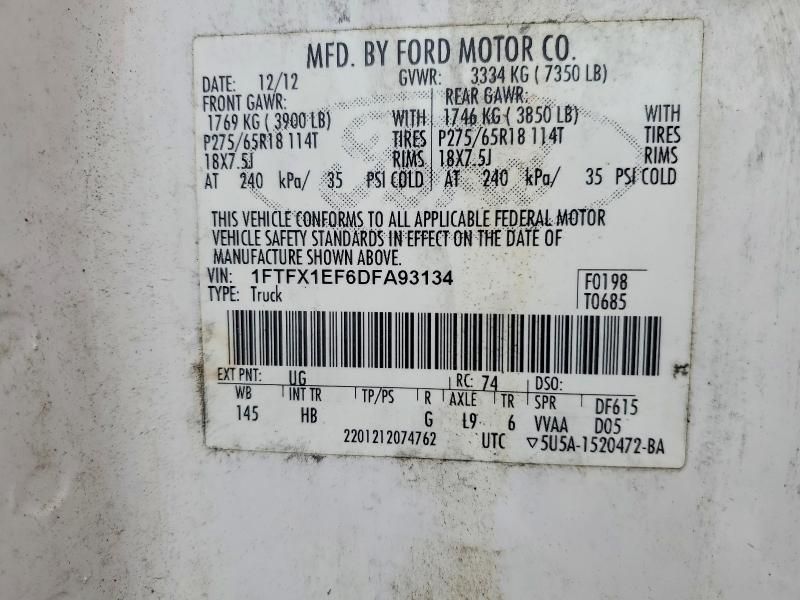 MFD. BY FORD MOTOR CO.
DATE: 12/12 GVWR: 3334 KG ( 7350 LB)
FRONT GAWR: REAR GAWR:
1769 KG ( 3900 LB) WITH 1746 KG ( 3850 LB) WITH
P275/65R18 114T TIRES P275/65R18 114T TIRES
18X7.5J RIMS 18X7.5J RIMS
AT 240 kPa/ 35 PSI COLD AT 240 kPa/ 35 PSI COLD
THIS VEHICLE CONFORMS TO ALL APPLICABLE FEDERAL MOTOR
VEHICLE SAFETY STANDARDS IN EFFECT ON THE DATE OF
MANUFACTURE SHOWN ABOVE.
VIN: 1FTFX1EF6DFA93134 F0198
TYPE: Truck T0685
EXT PNT: UG RC: 74 DSO:
WB INT TR TP/PS R AXLE TR SPR DF615
145 HB G L9 6 VVAA D05
2201212074762 UTC ▽5U5A-1520472-BA